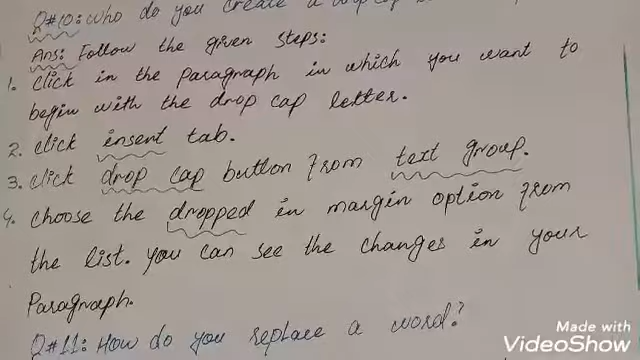 Q#10: Who do you create a drop cap
Ans: Follow the given steps:
1. Click in the Paragraph in which you want to
begin with the drop cap letter.
2. click insert tab.
3. click drop cap button from text group.
4. choose the dropped in margin option from
the list. you can see the changes in your
Paragraph.
Q#11: How do you replace a word?
Made with
VideoShow